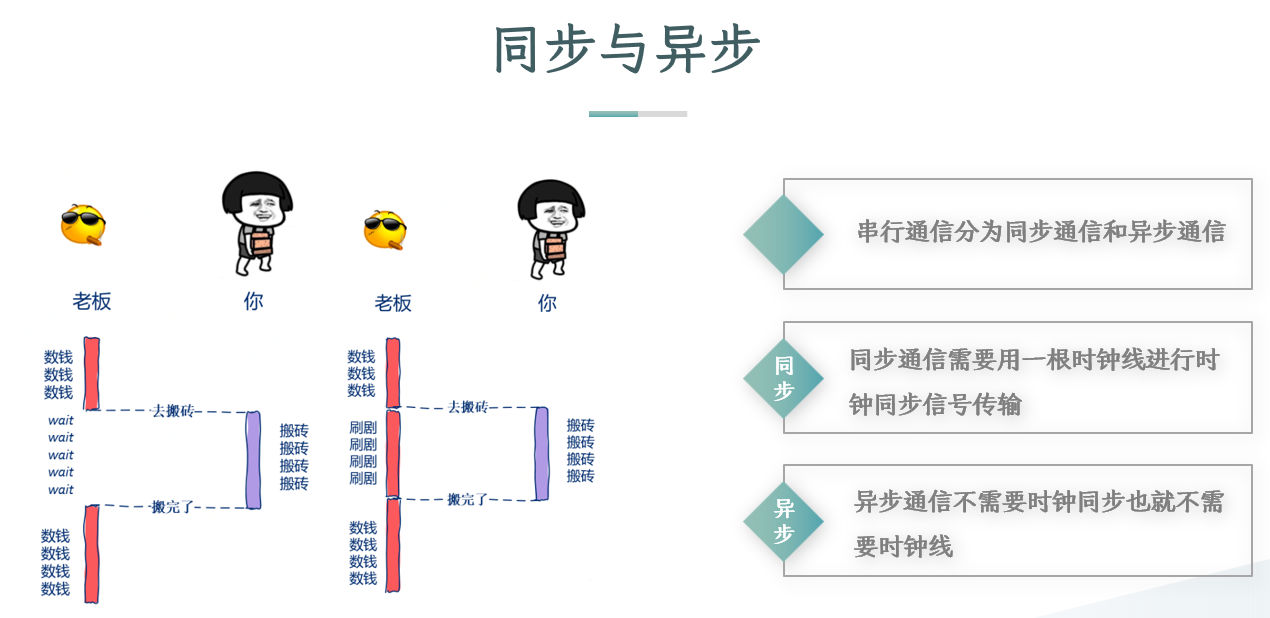 同步与异步
老板
你
数钱
数钱
数钱
去搬砖
wait
wait
wait
wait
wait
搬砖
搬砖
搬砖
搬砖
搬完了
数钱
数钱
数钱
数钱
老板
你
数钱
数钱
数钱
去搬砖
刷剧
刷剧
刷剧
刷剧
搬砖
搬砖
搬砖
搬砖
搬完了
数钱
数钱
数钱
数钱
串行通信分为同步通信和异步通信
同
步
同步通信需要用一根时钟线进行时
钟同步信号传输
异
步
异步通信不需要时钟同步也就不需
要时钟线